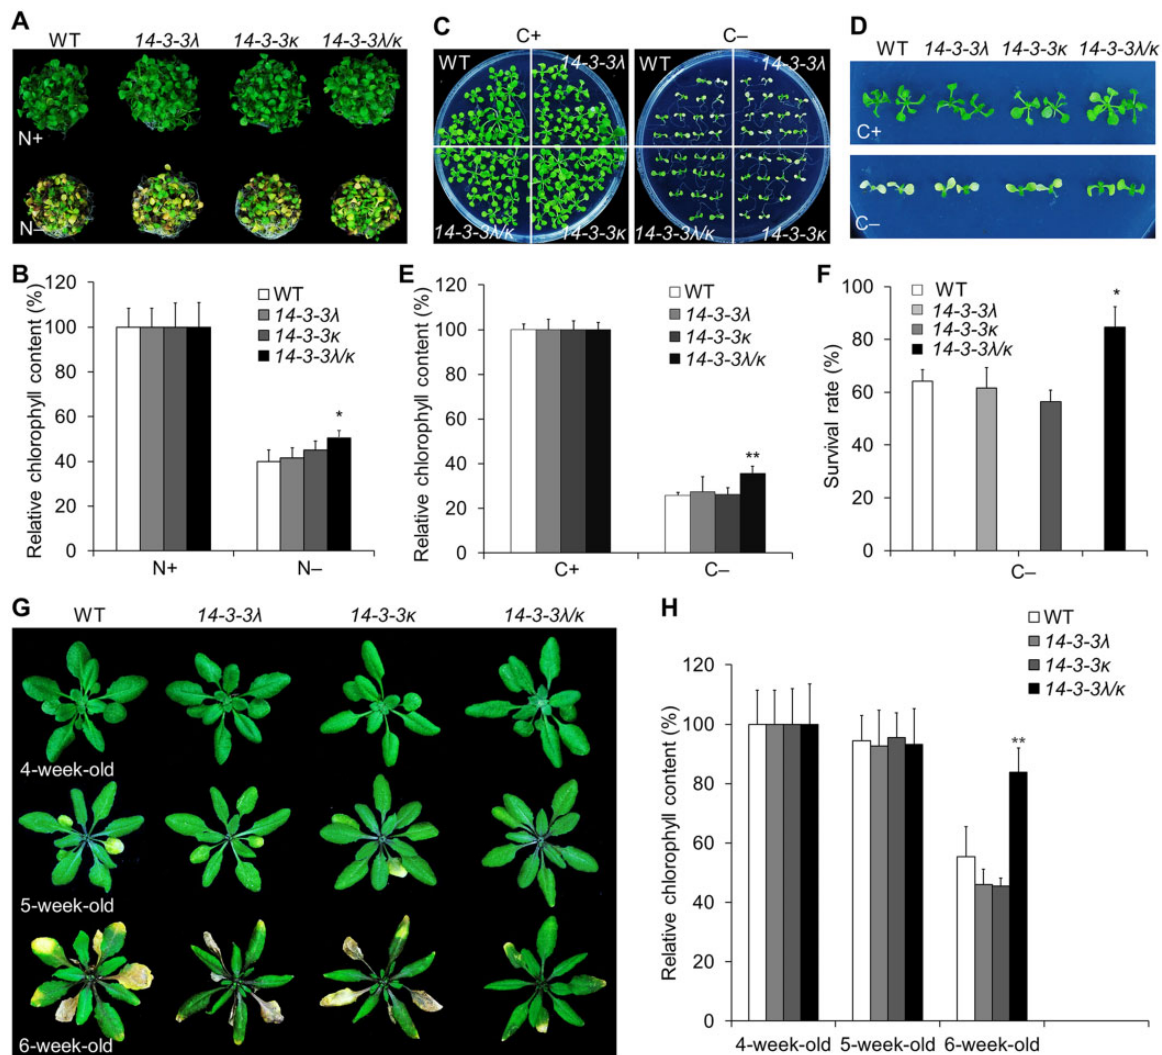 A
WT 14-3-3λ 14-3-3κ 14-3-3λ/κ
N+
N–
C
C+ C–
WT 14-3-3λ WT 14-3-3λ
14-3-3λ/κ 14-3-3κ 14-3-3λ/κ 14-3-3κ
D
WT 14-3-3λ 14-3-3κ 14-3-3λ/κ
C+
C–
B
Relative chlorophyll content (%)
120
100
80
60
40
20
0
WT
14-3-3λ
14-3-3κ
14-3-3λ/κ
*
N+ N–
E
Relative chlorophyll content (%)
120
100
80
60
40
20
0
WT
14-3-3λ
14-3-3κ
14-3-3λ/κ
**
C+ C–
F
Survival rate (%)
100
80
60
40
20
0
WT
14-3-3λ
14-3-3κ
14-3-3λ/κ
*
C–
G
WT 14-3-3λ 14-3-3κ 14-3-3λ/κ
4-week-old
5-week-old
6-week-old
H
Relative chlorophyll content (%)
120
100
80
60
40
20
0
WT
14-3-3λ
14-3-3κ
14-3-3λ/κ
**
4-week-old 5-week-old 6-week-old